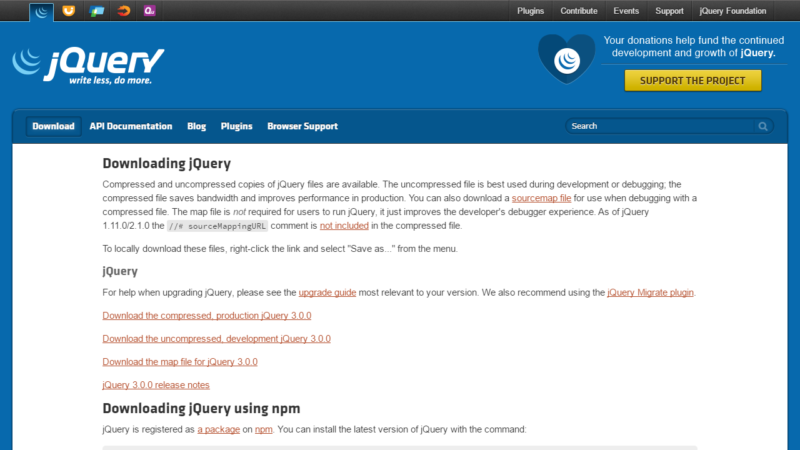 Plugins Contribute Events Support jQuery Foundation
jQuery
write less, do more.
Your donations help fund the continued
development and growth of jQuery.
SUPPORT THE PROJECT
Download API Documentation Blog Plugins Browser Support Search
Downloading jQuery
Compressed and uncompressed copies of jQuery files are available. The uncompressed file is best used during development or debugging; the
compressed file saves bandwidth and improves performance in production. You can also download a sourcemap file for use when debugging with a
compressed file. The map file is not required for users to run jQuery, it just improves the developer's debugger experience. As of jQuery
1.11.0/2.1.0 the //# sourceMappingURL comment is not included in the compressed file.
To locally download these files, right-click the link and select "Save as..." from the menu.
jQuery
For help when upgrading jQuery, please see the upgrade guide most relevant to your version. We also recommend using the jQuery Migrate plugin.
Download the compressed, production jQuery 3.0.0
Download the uncompressed, development jQuery 3.0.0
Download the map file for jQuery 3.0.0
jQuery 3.0.0 release notes
Downloading jQuery using npm
jQuery is registered as a package on npm. You can install the latest version of jQuery with the command: